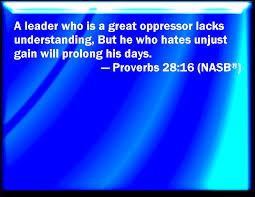 A leader who is a great oppressor lacks
understanding, But he who hates unjust
gain will prolong his days.
— Proverbs 28:16 (NASB®)